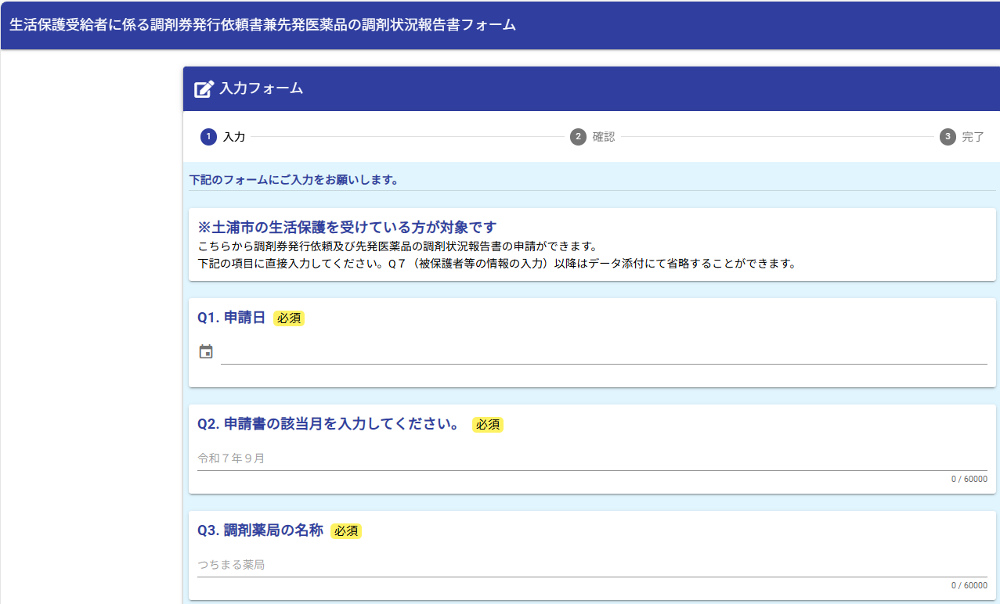 生活保護受給者に係る調剤券発行依頼書兼先発医薬品の調剤状況報告書フォーム
入力フォーム
1 入力 2 確認 3 完了
下記のフォームにご入力をお願いします。
※土浦市の生活保護を受けている方が対象です
こちらから調剤券発行依頼及び先発医薬品の調剤状況報告書の申請ができます。
下記の項目に直接入力してください。Q７（被保護者等の情報の入力）以降はデータ添付にて省略することができます。
Q1. 申請日 必須
Q2. 申請書の該当月を入力してください。 必須
令和７年９月
0 / 60000
Q3. 調剤薬局の名称 必須
つちまる薬局
0 / 60000